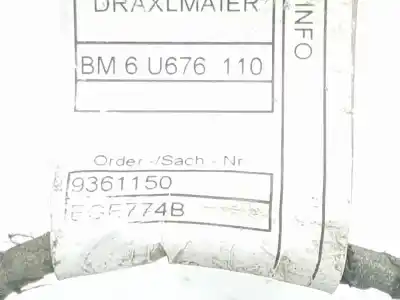 DRAXLMAIER
BM 6 U676 110
Order -/Sach - Nr
9361150
INFO